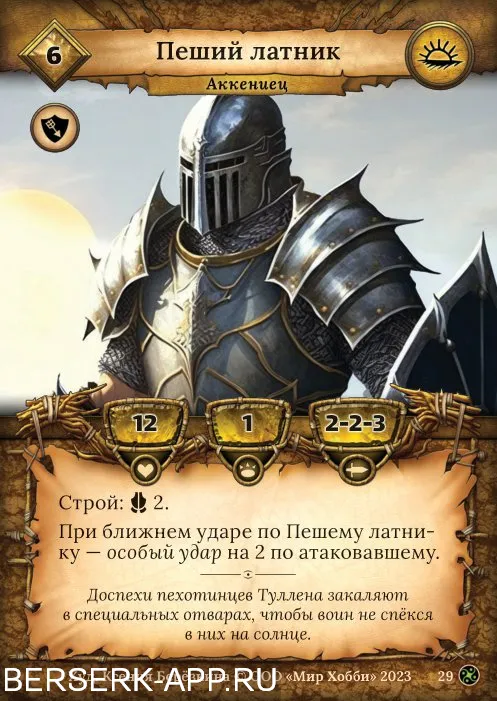 6
Пеший латник
Аккениец
12
1
2-2-3
Строй: 2.
При ближнем ударе по Пешему латни-
ку — особый удар на 2 по атаковавшему.
Доспехи пехотинцев Туллена закаляют
в специальных отварах, чтобы воин не спёкся
в них на солнце.
«Мир Хобби» 2023
29
BERSERK-APP.RU